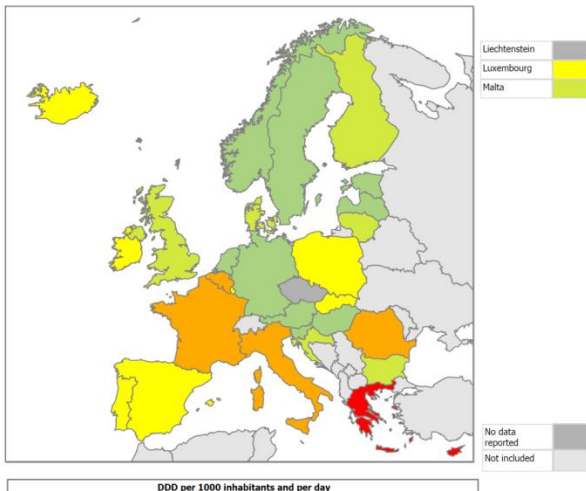 Liechtenstein
Luxembourg
Malta
No data
reported
Not included
DDD per 1000 inhabitants and per day